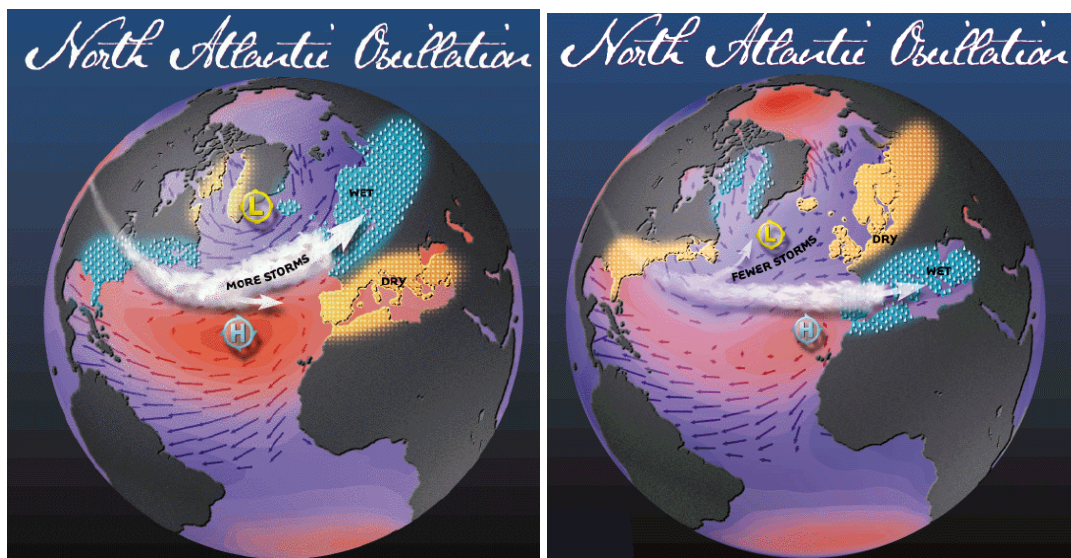 North Atlantic Oscillation
L
WET
MORE STORMS
DRY
H
North Atlantic Oscillation
L
DRY
FEWER STORMS
WET
H